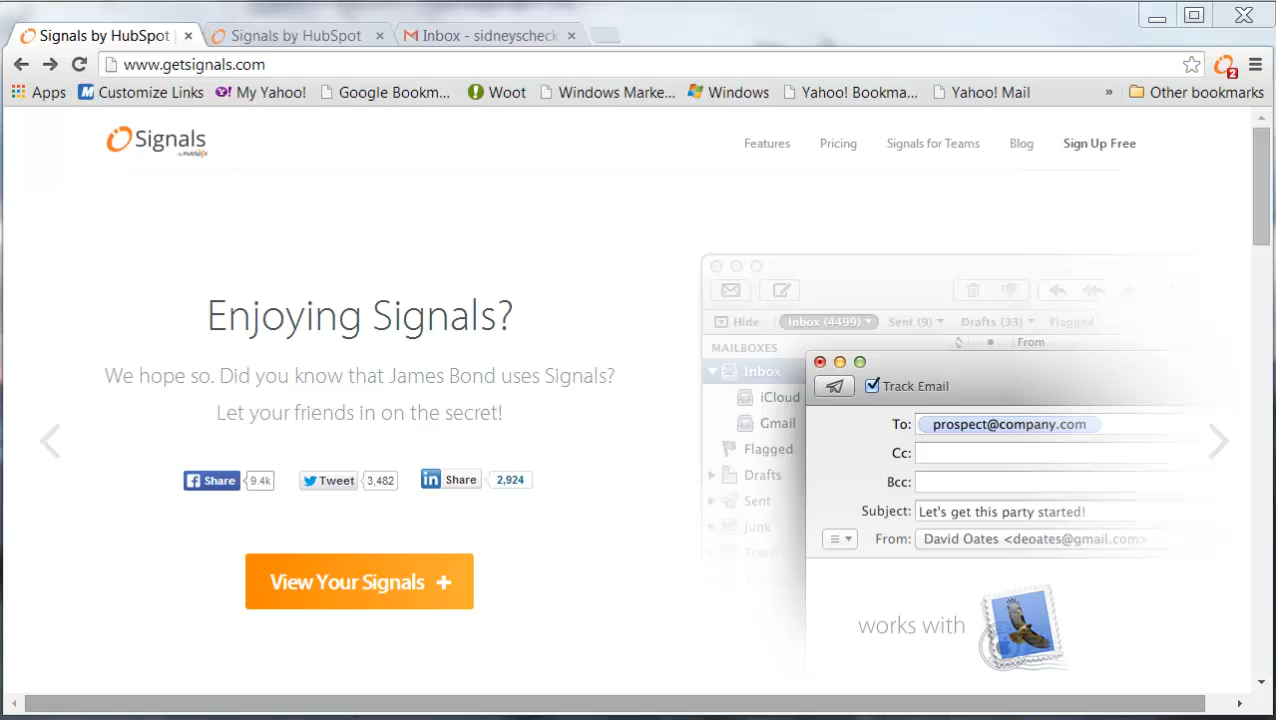 Signals by HubSpot
Signals by HubSpot
Inbox - sidneyscheck
www.getsignals.com
2
Apps
Customize Links
My Yahoo!
Google Bookm...
Woot
Windows Marke...
Windows
Yahoo! Bookma...
Yahoo! Mail
»
Other bookmarks
Signals
by HubSpot
Features
Pricing
Signals for Teams
Blog
Sign Up Free
Enjoying Signals?
We hope so. Did you know that James Bond uses Signals?
Let your friends in on the secret!
Share 9.4k
Tweet 3,482
in Share 2,924
View Your Signals +
Hide
Inbox (4499)
Sent (9)
Drafts (33)
Flagged
MAILBOXES
From
Inbox
iCloud
Gmail
Flagged
Drafts
Sent
Junk
Trash
Track Email
To: prospect@company.com
Cc:
Bcc:
Subject: Let's get this party started!
From: David Oates <deoates@gmail.com>
works with